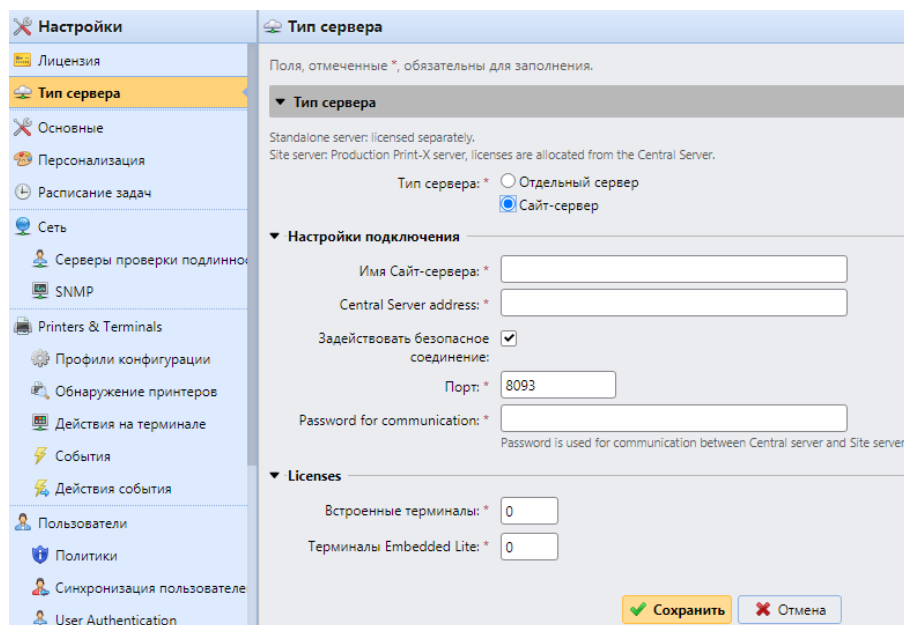 Настройки
Лицензия
Тип сервера
Основные
Персонализация
Расписание задач
Сеть
Серверы проверки подлиннос
SNMP
Printers & Terminals
Профили конфигурации
Обнаружение принтеров
Действия на терминале
События
Действия события
Пользователи
Политики
Синхронизация пользователе
User Authentication
Тип сервера
Поля, отмеченные *, обязательны для заполнения.
Тип сервера
Standalone server: licensed separately.
Site server: Production Print-X server, licenses are allocated from the Central Server.
Тип сервера: * Отдельный сервер
Сайт-сервер
Настройки подключения
Имя Сайт-сервера: *
Central Server address: *
Задействовать безопасное
соединение:
Порт: * 8093
Password for communication: *
Password is used for communication between Central server and Site server
Licenses
Встроенные терминалы: * 0
Терминалы Embedded Lite: * 0
Сохранить Отмена